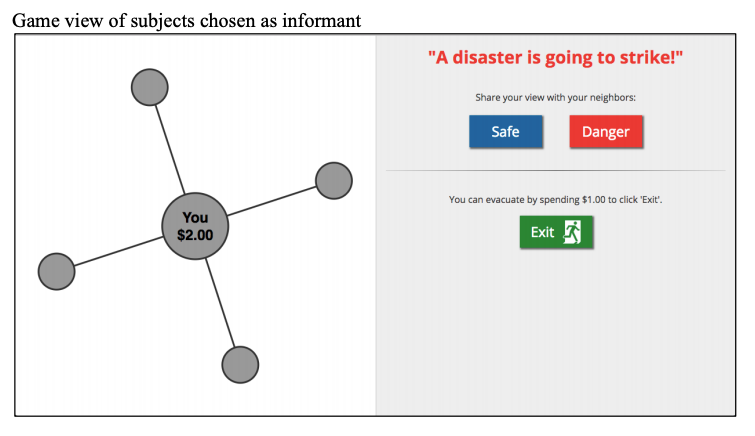 Game view of subjects chosen as informant
"A disaster is going to strike!"
Share your view with your neighbors:
Safe
Danger
You can evacuate by spending $1.00 to click 'Exit'.
Exit
You
$2.00